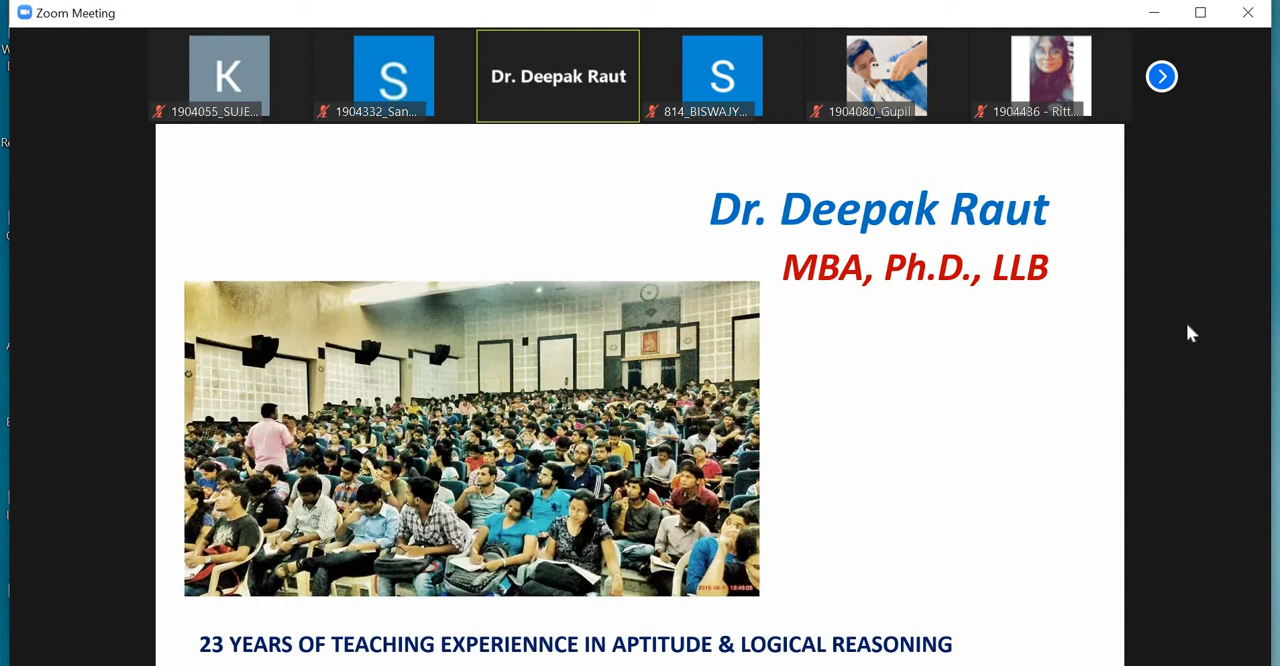 Zoom Meeting
K
S
Dr. Deepak Raut
S
1904055_SUJE...
1904332_San...
814_BISWAJY...
1904080_Gupil
1904436 - Ritt...
Dr. Deepak Raut
MBA, Ph.D., LLB
23 YEARS OF TEACHING EXPERIENNCE IN APTITUDE & LOGICAL REASONING